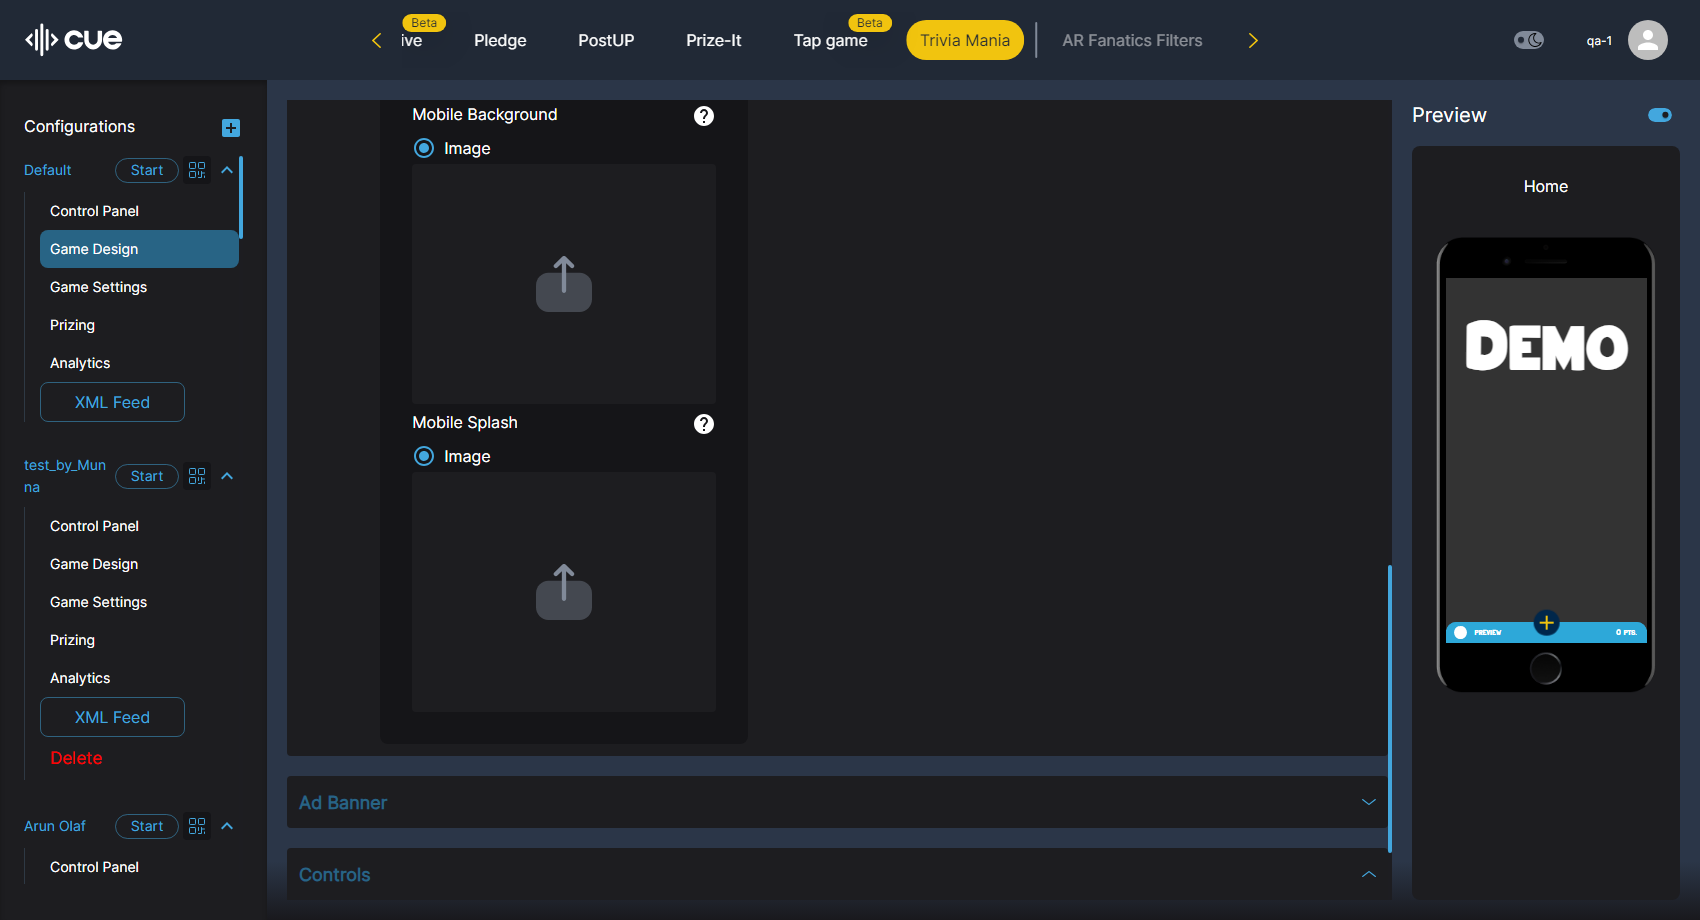 cue
Beta
ive
Pledge
PostUP
Prize-It
Tap game
Beta
Trivia Mania
AR Fanatics Filters
qa-1
Configurations
Default
Start
Control Panel
Game Design
Game Settings
Prizing
Analytics
XML Feed
test_by_Mun
na
Start
Control Panel
Game Design
Game Settings
Prizing
Analytics
XML Feed
Delete
Arun Olaf
Start
Control Panel
Mobile Background
?
Image
Mobile Splash
?
Image
Ad Banner
Controls
Preview
Home
DEMO
PREVIEW
0 PTS.